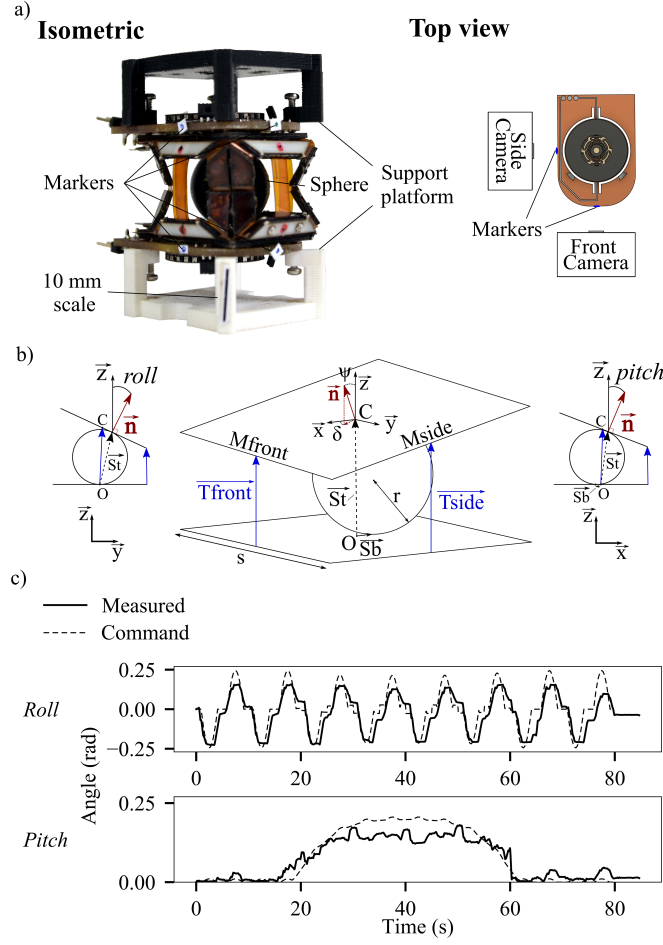 a)
Isometric
Top view
Side
Camera
Markers
Sphere
Support
platform
Markers
Front
Camera
10 mm
scale
b)
z roll
C
n
St
O
z
y
ψ
z
n
C
x
δ
y
Mfront
Mside
Tfront
St
r
Tside
O
Sb
s
z pitch
C
n
St
Sb
O
z
x
c)
Measured
Command
Roll
Pitch
Angle (rad)
0.25
0.00
−0.25
0 20 40 60 80
0.25
0.00
0 20 40 60 80
Time (s)